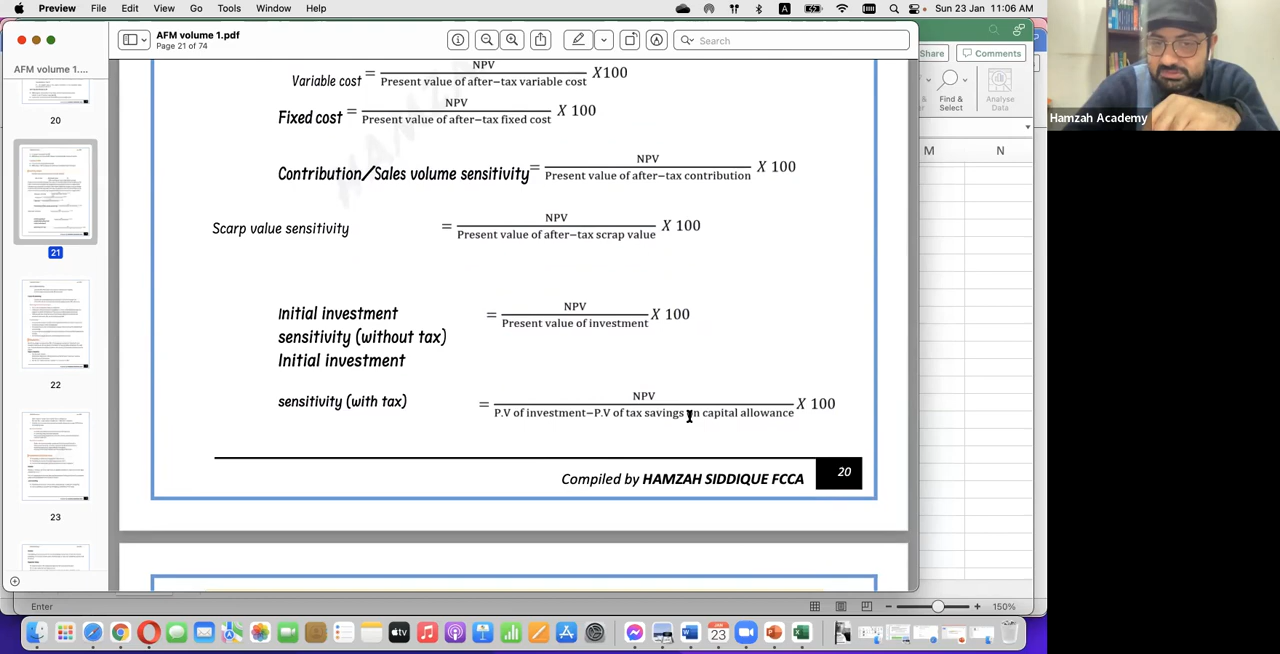 Preview File Edit View Go Tools Window Help
A Sun 23 Jan 11:06 AM
AFM volume 1.pdf
Page 21 of 74
Search
AFM volume 1....
Share
Comments
Find & Select
Analyse Data
Hamzah Academy
M N
20
21
22
23
Variable cost = NPV / Present value of after-tax variable cost X100
Fixed cost = NPV / Present value of after-tax fixed cost X 100
Contribution/Sales volume sensitivity = NPV / Present value of after-tax contribution X 100
Scarp value sensitivity = NPV / Present value of after-tax scrap value X 100
Initial investment = NPV / Present value of investment X 100
sensitivity (without tax)
Initial investment
sensitivity (with tax) = NPV / P.V of investment-P.V of tax savings on capital allowance X 100
Compiled by HAMZAH SIDDIQUE FCCA 20
HAM
Enter
150%
tv
JAN
23